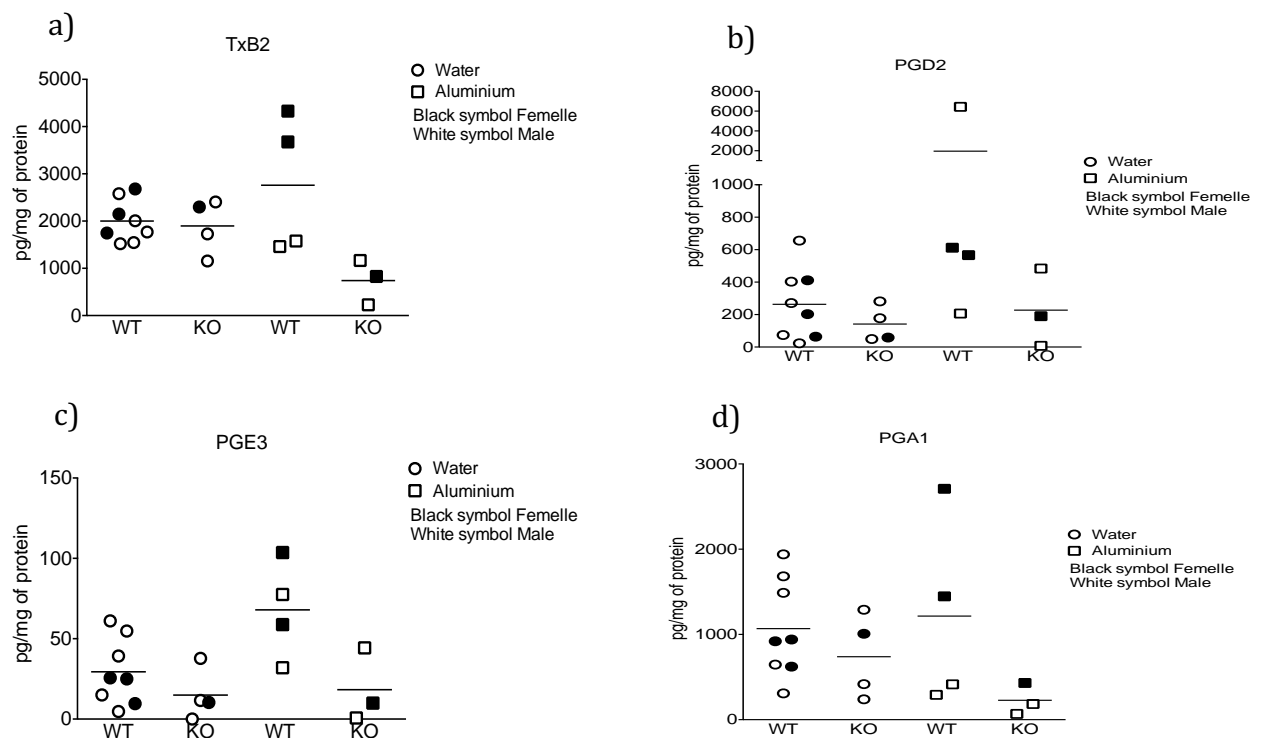 a)
TxB2
5000
4000
3000
2000
1000
0
pg/mg of protein
WT KO WT KO
Water
Aluminium
Black symbol Femelle
White symbol Male
b)
PGD2
8000
6000
4000
2000
1000
800
600
400
200
0
pg/mg of protein
WT KO WT KO
Water
Aluminium
Black symbol Femelle
White symbol Male
c)
PGE3
150
100
50
0
pg/mg of protein
WT KO WT KO
Water
Aluminium
Black symbol Femelle
White symbol Male
d)
PGA1
3000
2000
1000
0
pg/mg of protein
WT KO WT KO
Water
Aluminium
Black symbol Femelle
White symbol Male